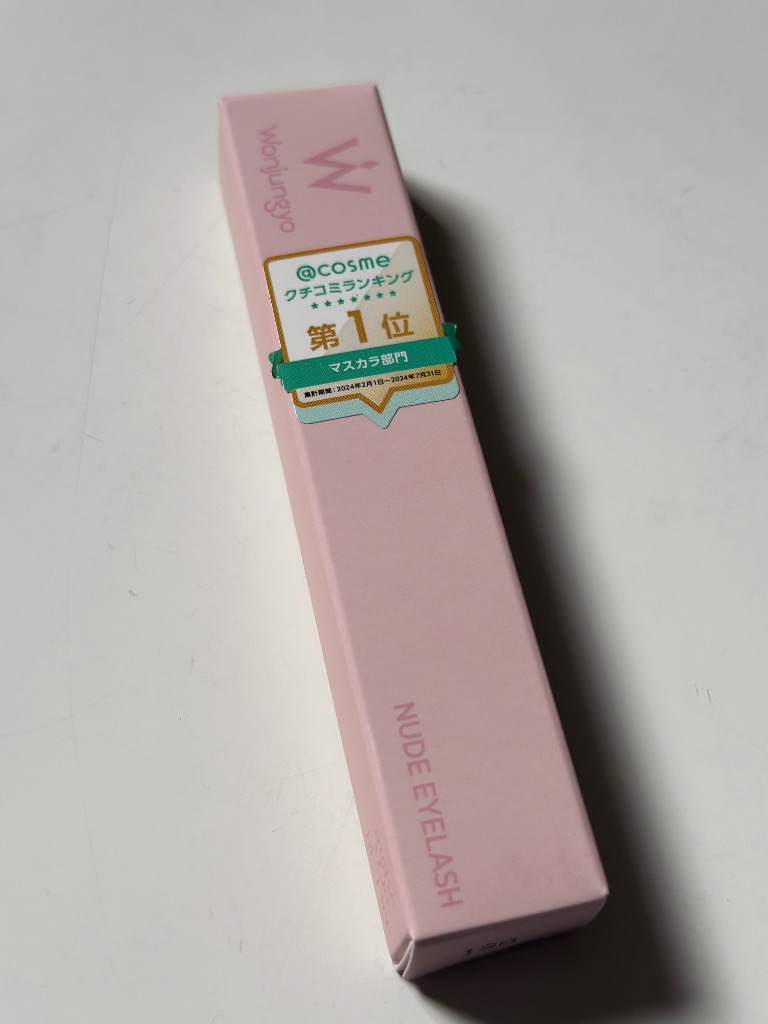 W
Wonjungyo
@cosme
クチコミランキング
★★★★★★★
第1位
マスカラ部門
集計期間：2024年2月1日～2024年7月31日
NUDE EYELASH